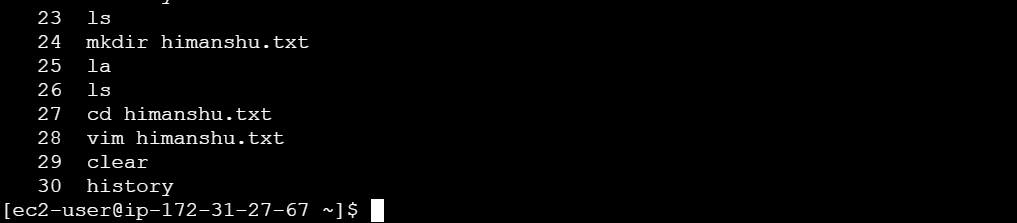 23 ls
24 mkdir himanshu.txt
25 la
26 ls
27 cd himanshu.txt
28 vim himanshu.txt
29 clear
30 history
[ec2-user@ip-172-31-27-67 ~]$